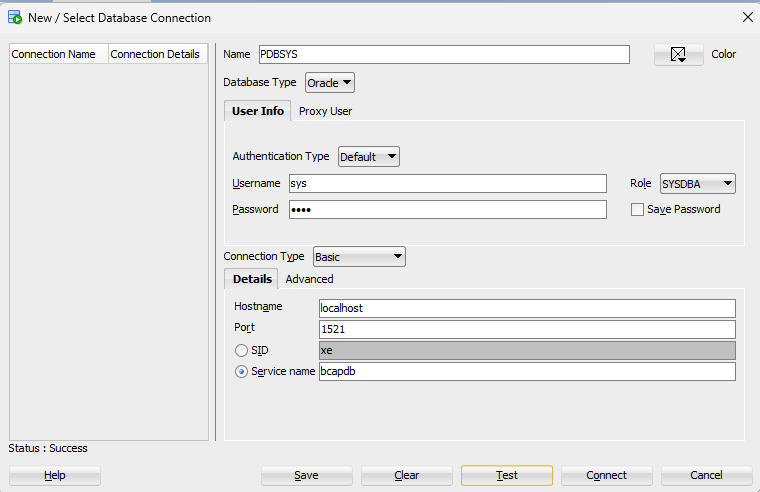 New / Select Database Connection
Connection Name Connection Details
Name PDBSYS Color
Database Type Oracle
User Info Proxy User
Authentication Type Default
Username sys Role SYSDBA
Password •••• Save Password
Connection Type Basic
Details Advanced
Hostname localhost
Port 1521
SID xe
Service name bcapdb
Status : Success
Help Save Clear Test Connect Cancel